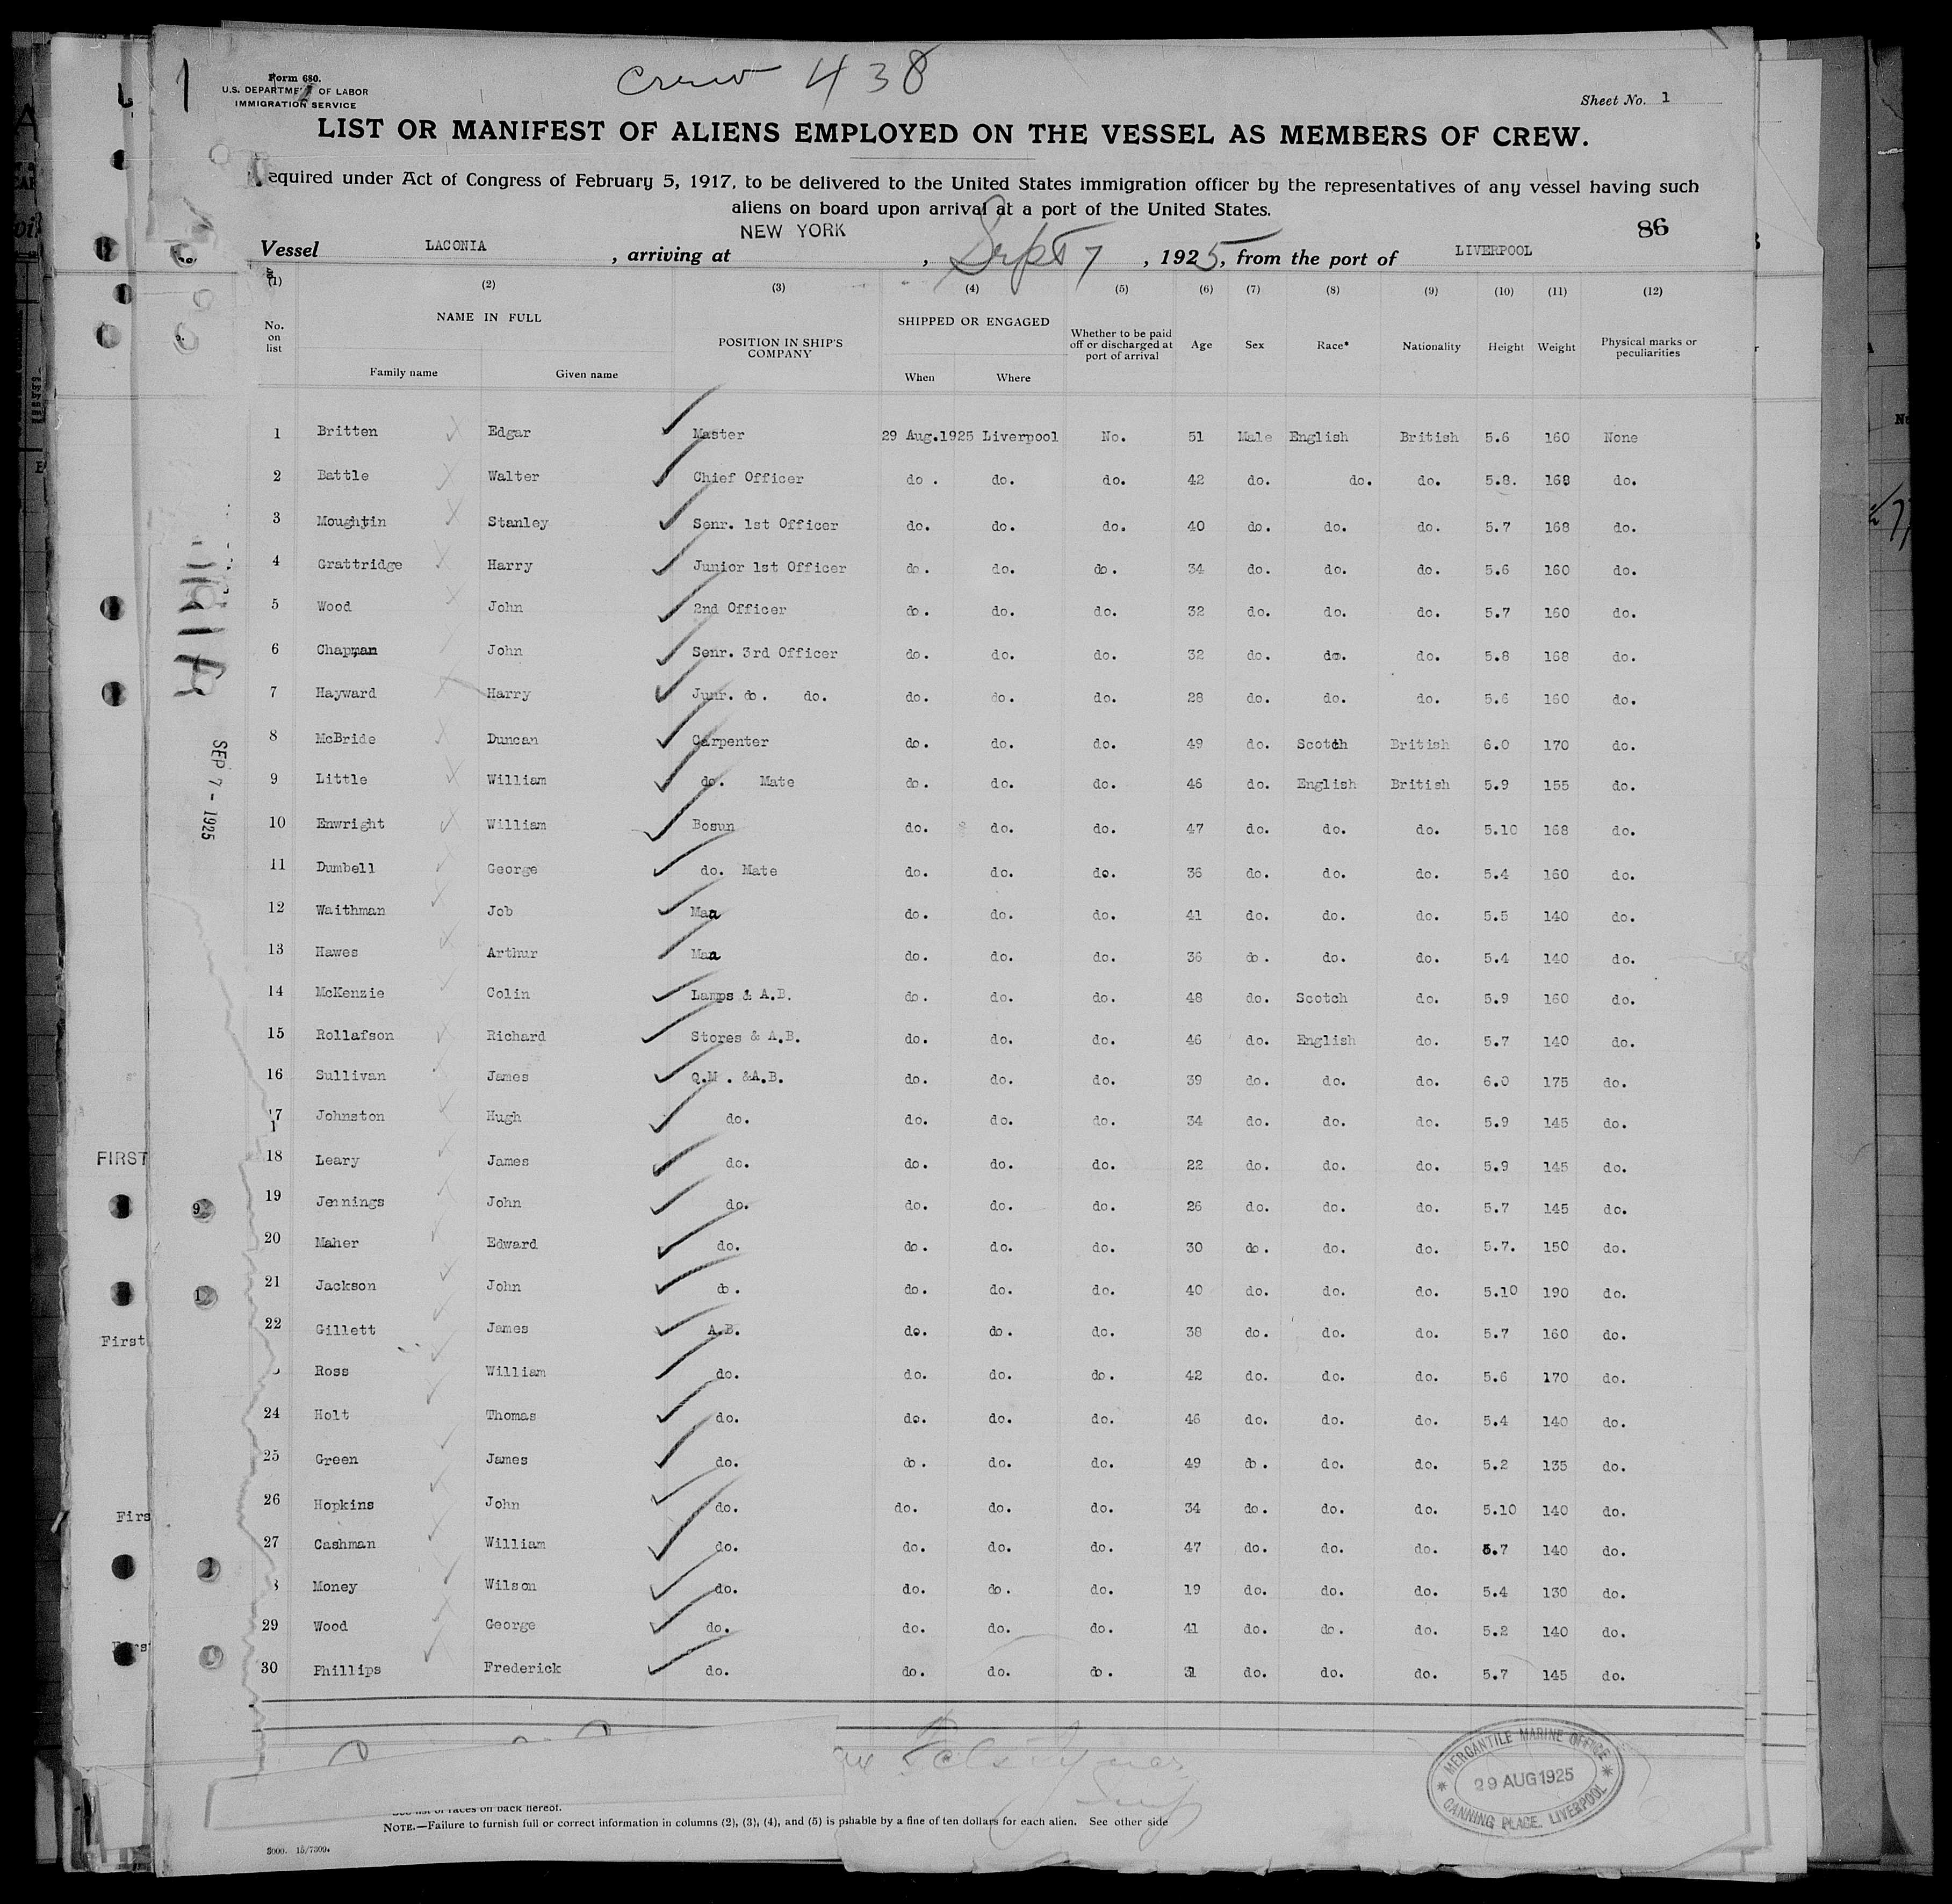 crew 438
Form 680.
U.S. DEPARTMENT OF LABOR
IMMIGRATION SERVICE
Sheet No. 1
LIST OR MANIFEST OF ALIENS EMPLOYED ON THE VESSEL AS MEMBERS OF CREW.
equired under Act of Congress of February 5, 1917, to be delivered to the United States immigration officer by the representatives of any vessel having such
aliens on board upon arrival at a port of the United States.
86
Vessel LACONIA , arriving at NEW YORK , Sept 7 , 1925, from the port of LIVERPOOL
(1) (2) (3) (4) (5) (6) (7) (8) (9) (10) (11) (12)
No. on list NAME IN FULL Family name Given name POSITION IN SHIP'S COMPANY SHIPPED OR ENGAGED When Where Whether to be paid off or discharged at port of arrival Age Sex Race* Nationality Height Weight Physical marks or peculiarities
1 Britten Edgar Master 29 Aug.1925 Liverpool No. 51 Male English British 5.6 160 None
2 Battle Walter Chief Officer do. do. do. 42 do. do. do. 5.8. 168 do.
3 Moughtin Stanley Senr. 1st Officer do. do. do. 40 do. do. do. 5.7 168 do.
4 Grattridge Harry Junior 1st Officer do. do. do. 34 do. do. do. 5.6 160 do.
5 Wood John 2nd Officer do. do. do. 32 do. do. do. 5.7 160 do.
6 Chapman John Senr. 3rd Officer do. do. do. 32 do. do. do. 5.8 168 do.
7 Hayward Harry Junr. do. do. do. do. do. 28 do. do. do. 5.6 160 do.
8 McBride Duncan Carpenter do. do. do. 49 do. Scotch British 6.0 170 do.
9 Little William do. Mate do. do. do. 46 do. English British 5.9 155 do.
10 Enwright William Bosun do. do. do. 47 do. do. do. 5.10 168 do.
11 Dumbell George do. Mate do. do. do. 36 do. do. do. 5.4 160 do.
12 Waithman Job Maa do. do. do. 41 do. do. do. 5.5 140 do.
13 Hawes Arthur Maa do. do. do. 36 do. do. do. 5.4 140 do.
14 McKenzie Colin Lamps & A.B. do. do. do. 48 do. Scotch do. 5.9 160 do.
15 Rollafson Richard Stores & A.B. do. do. do. 46 do. English do. 5.7 140 do.
16 Sullivan James Q.M. &A.B. do. do. do. 39 do. do. do. 6.0 175 do.
17 Johnston Hugh do. do. do. do. 34 do. do. do. 5.9 145 do.
18 Leary James do. do. do. do. 22 do. do. do. 5.9 145 do.
19 Jennings John do. do. do. do. 26 do. do. do. 5.7 145 do.
20 Maher Edward do. do. do. do. 30 do. do. do. 5.7. 150 do.
21 Jackson John do. do. do. do. 40 do. do. do. 5.10 190 do.
22 Gillett James A.B. do. do. do. 38 do. do. do. 5.7 160 do.
Ross William do. do. do. do. 42 do. do. do. 5.6 170 do.
24 Holt Thomas do. do. do. do. 46 do. do. do. 5.4 140 do.
25 Green James do. do. do. do. 49 do. do. do. 5.2 135 do.
26 Hopkins John do. do. do. do. 34 do. do. do. 5.10 140 do.
27 Cashman William do. do. do. do. 47 do. do. do. 5.7 140 do.
Money Wilson do. do. do. do. 19 do. do. do. 5.4 130 do.
29 Wood George do. do. do. do. 41 do. do. do. 5.2 140 do.
30 Phillips Frederick do. do. do. do. 31 do. do. do. 5.7 145 do.
SEP 7 - 1925
FIRST
First
Firs
First
MERCANTILE MARINE OFFICE
29 AUG 1925
CANNING PLACE, LIVERPOOL
See list of races on back hereof.
NOTE.—Failure to furnish full or correct information in columns (2), (3), (4), and (5) is pshable by a fine of ten dollars for each alien. See other side
3000. 15/7309.